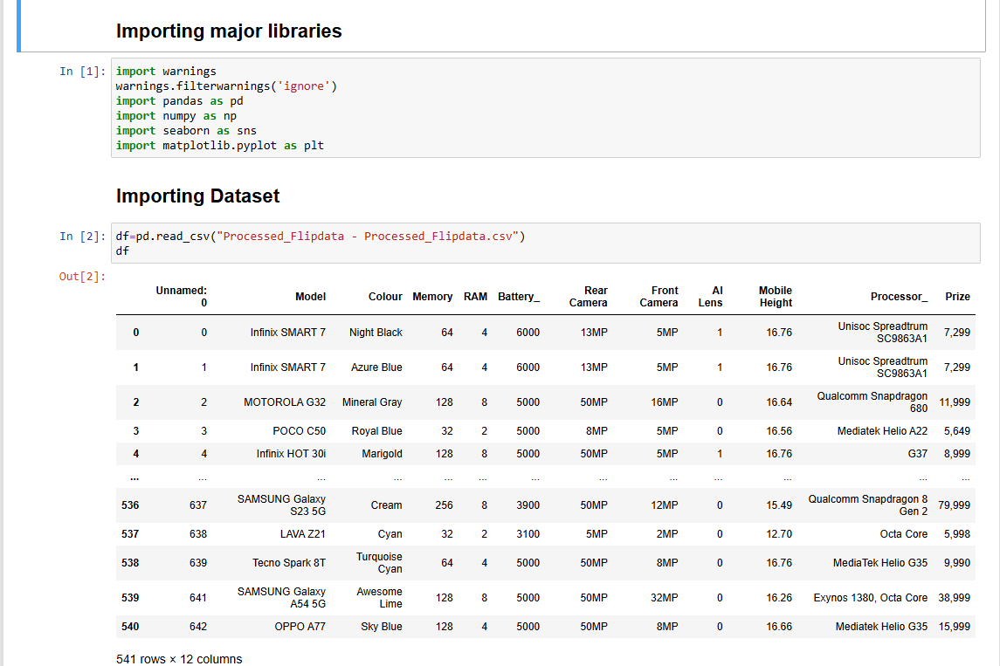 Importing major libraries
In [1]: import warnings
warnings.filterwarnings('ignore')
import pandas as pd
import numpy as np
import seaborn as sns
import matplotlib.pyplot as plt
Importing Dataset
In [2]: df=pd.read_csv("Processed_Flipdata - Processed_Flipdata.csv")
df
Out[2]:
Unnamed: 0 Model Colour Memory RAM Battery_ Rear Camera Front Camera AI Lens Mobile Height Processor_ Prize
0 0 Infinix SMART 7 Night Black 64 4 6000 13MP 5MP 1 16.76 Unisoc Spreadtrum SC9863A1 7,299
1 1 Infinix SMART 7 Azure Blue 64 4 6000 13MP 5MP 1 16.76 Unisoc Spreadtrum SC9863A1 7,299
2 2 MOTOROLA G32 Mineral Gray 128 8 5000 50MP 16MP 0 16.64 Qualcomm Snapdragon 680 11,999
3 3 POCO C50 Royal Blue 32 2 5000 8MP 5MP 0 16.56 Mediatek Helio A22 5,649
4 4 Infinix HOT 30i Marigold 128 8 5000 50MP 5MP 1 16.76 G37 8,999
... ... ... ... ... ... ... ... ... ... ... ... ...
536 637 SAMSUNG Galaxy S23 5G Cream 256 8 3900 50MP 12MP 0 15.49 Qualcomm Snapdragon 8 Gen 2 79,999
537 638 LAVA Z21 Cyan 32 2 3100 5MP 2MP 0 12.70 Octa Core 5,998
538 639 Tecno Spark 8T Turquoise Cyan 64 4 5000 50MP 8MP 0 16.76 MediaTek Helio G35 9,990
539 641 SAMSUNG Galaxy A54 5G Awesome Lime 128 8 5000 50MP 32MP 0 16.26 Exynos 1380, Octa Core 38,999
540 642 OPPO A77 Sky Blue 128 4 5000 50MP 8MP 0 16.66 Mediatek Helio G35 15,999
541 rows × 12 columns